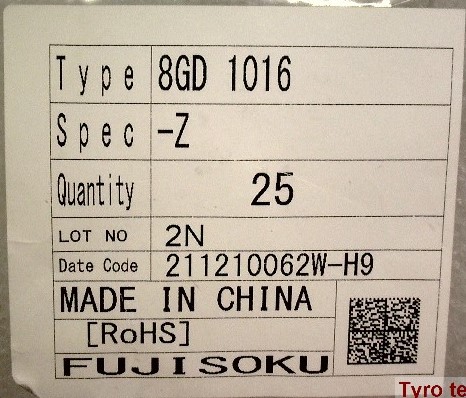 Type 8GD 1016
Spec -Z
Quantity 25
LOT NO 2N
Date Code 211210062W-H9
MADE IN CHINA
[RoHS]
FUJISOKU
Tyro te